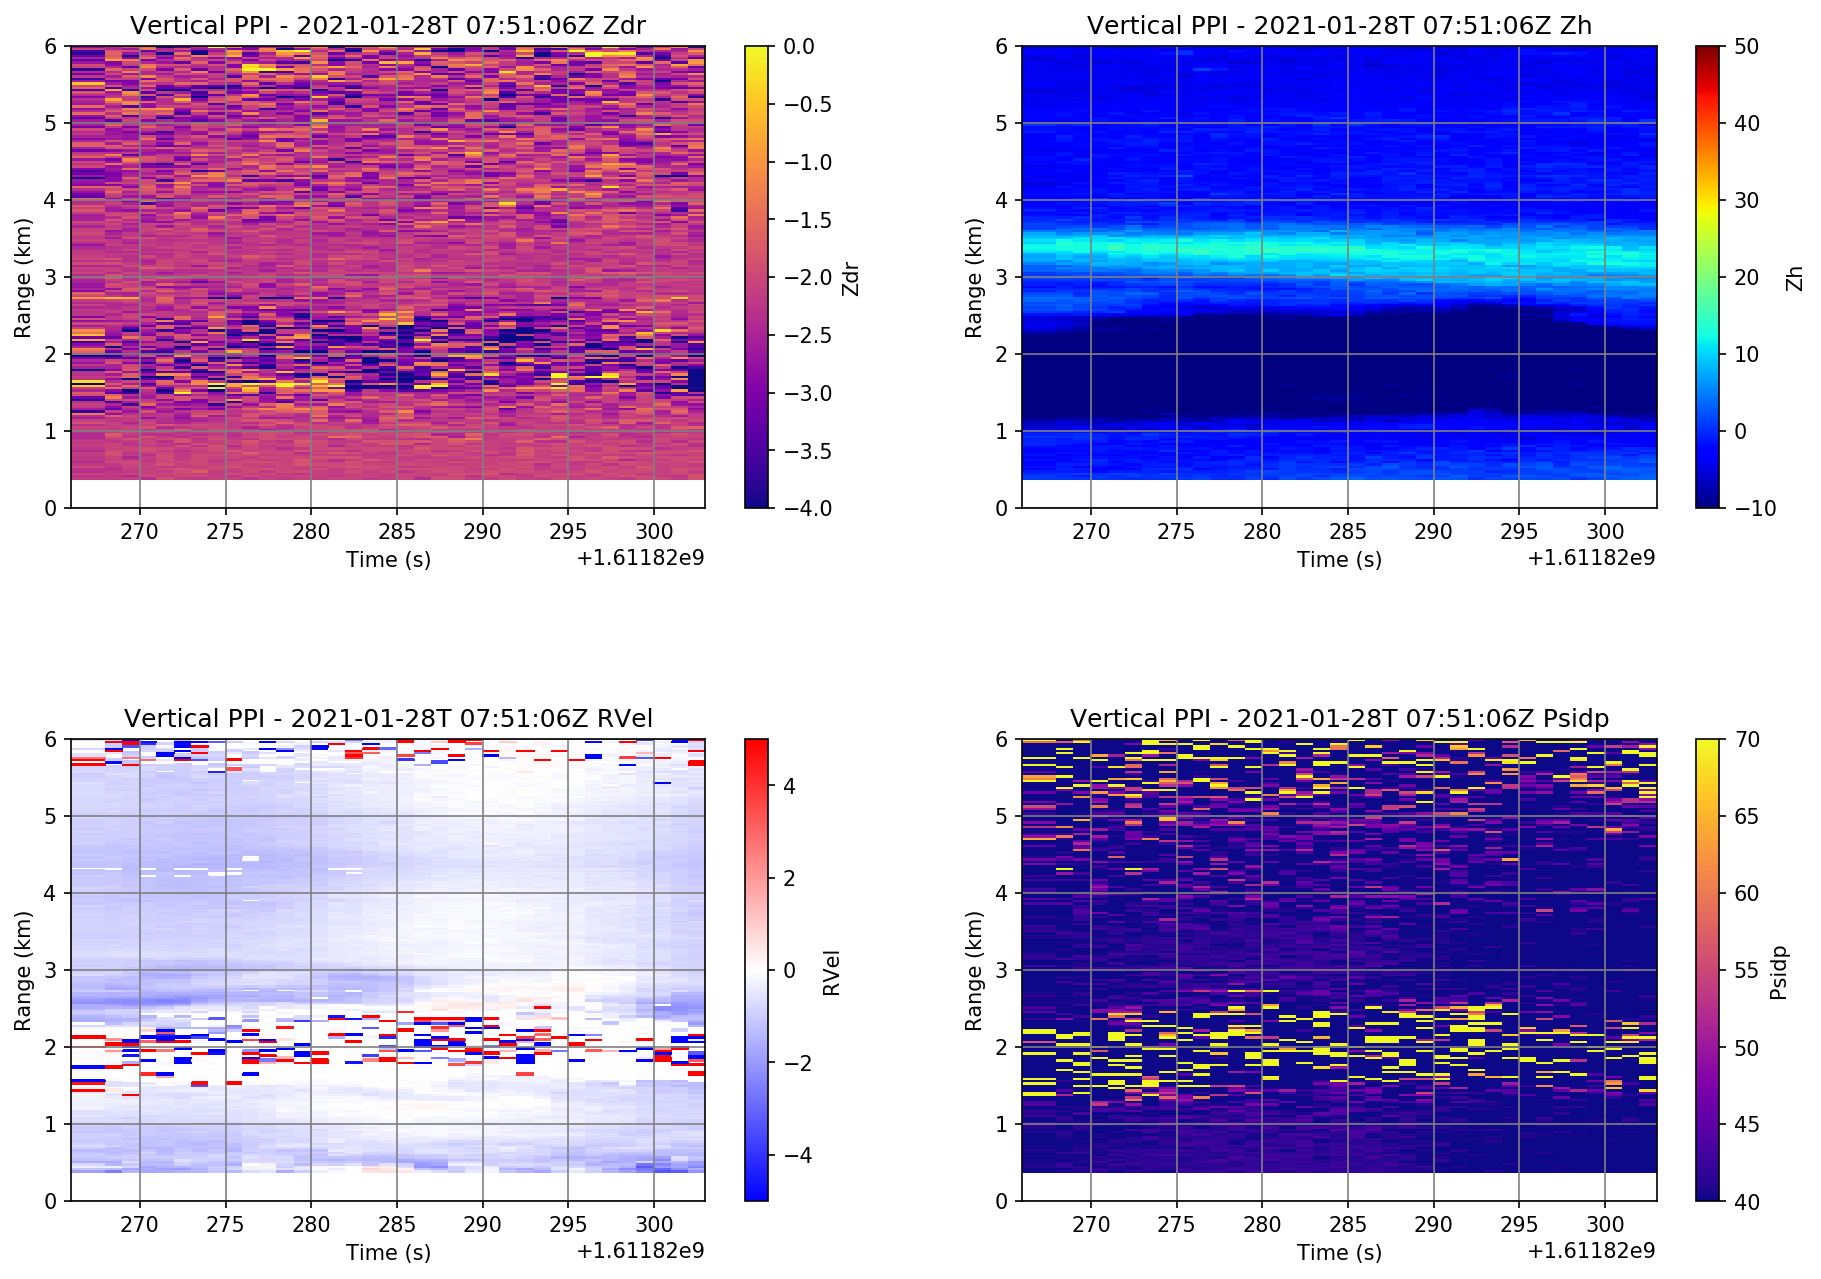 Vertical PPI - 2021-01-28T 07:51:06Z Zdr
6
5
4
3
2
1
0
Range (km)
270 275 280 285 290 295 300
Time (s)
+1.61182e9
0.0
−0.5
−1.0
−1.5
−2.0
−2.5
−3.0
−3.5
−4.0
Zdr
Vertical PPI - 2021-01-28T 07:51:06Z Zh
6
5
4
3
2
1
0
Range (km)
270 275 280 285 290 295 300
Time (s)
+1.61182e9
50
40
30
20
10
0
−10
Zh
Vertical PPI - 2021-01-28T 07:51:06Z RVel
6
5
4
3
2
1
0
Range (km)
270 275 280 285 290 295 300
Time (s)
+1.61182e9
4
2
0
−2
−4
RVel
Vertical PPI - 2021-01-28T 07:51:06Z Psidp
6
5
4
3
2
1
0
Range (km)
270 275 280 285 290 295 300
Time (s)
+1.61182e9
70
65
60
55
50
45
40
Psidp